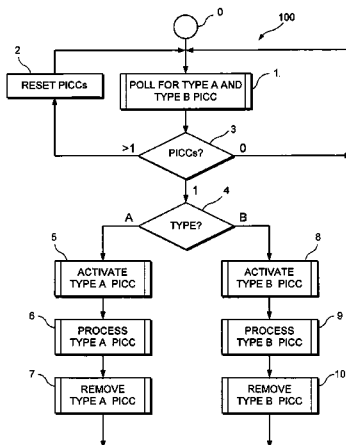 0
100
2
RESET PICCs
POLL FOR TYPE A AND
TYPE B PICC
1.
3
>1
PICCs?
0
1
4
A
TYPE?
B
5
ACTIVATE
TYPE A PICC
8
ACTIVATE
TYPE B PICC
6
PROCESS
TYPE A PICC
9
PROCESS
TYPE B PICC
7
REMOVE
TYPE A PICC
10
REMOVE
TYPE B PICC